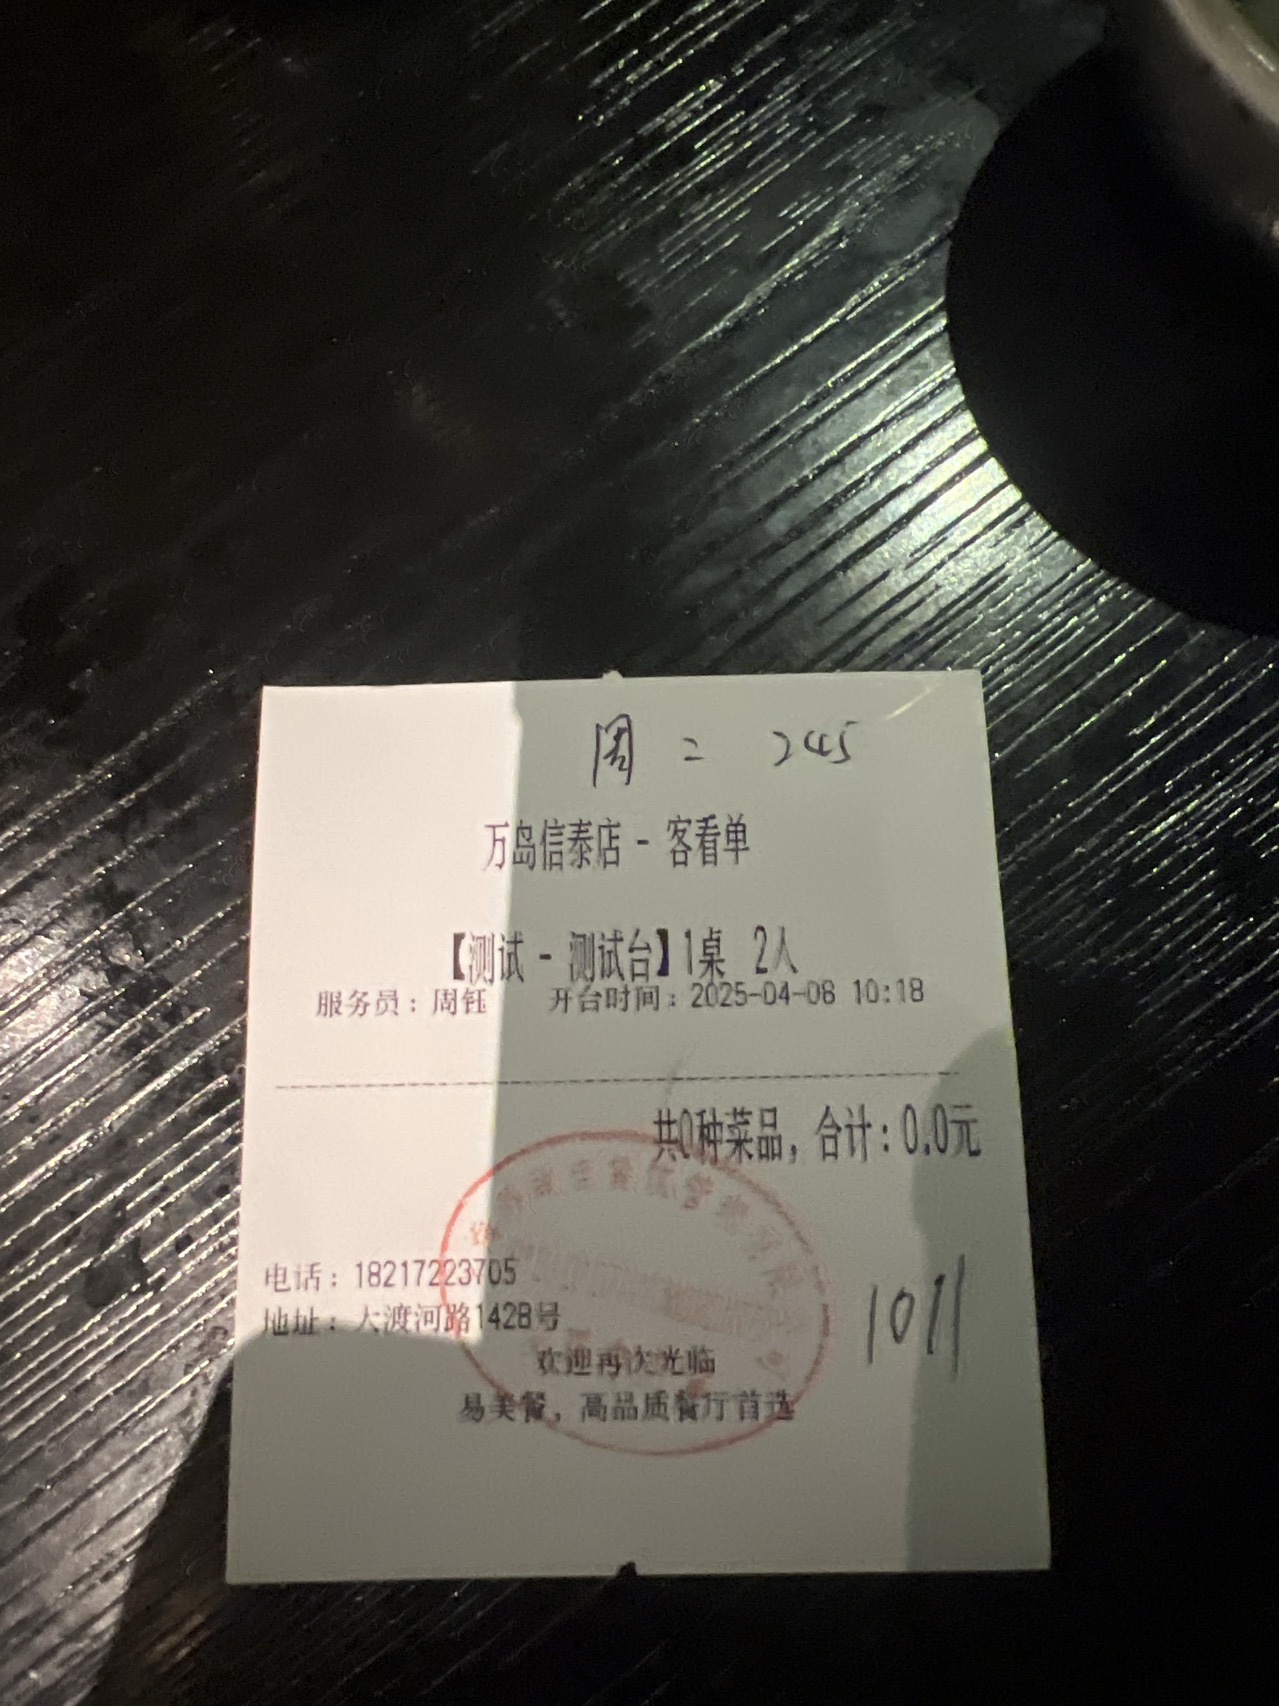 周二 245
万岛信泰店 - 客看单
【测试 - 测试台】1桌 2人
服务员：周钰 开台时间：2025-04-08 10:18
共0种菜品，合计：0.0元
电话：18217223705
地址：大渡河路1428号
1011
欢迎再次光临
易美餐，高品质餐厅首选